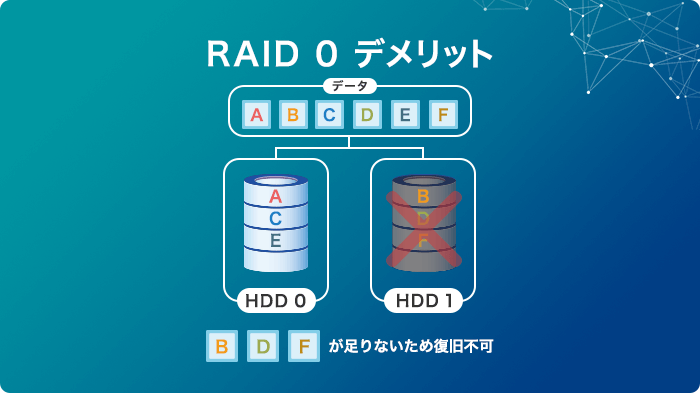 RAID 0 デメリット
データ
A B C D E F
A
C
E
B
D
F
HDD 0
HDD 1
B D F が足りないため復旧不可